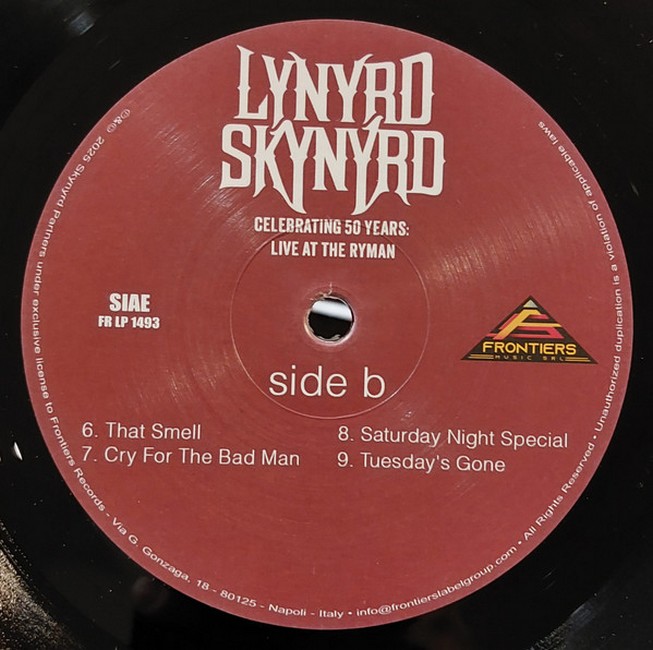 LYNYRD
SKYNYRD
CELEBRATING 50 YEARS:
LIVE AT THE RYMAN
SIAE
FR LP 1493
FRONTIERS
MUSIC SRL
side b
6. That Smell
7. Cry For The Bad Man
8. Saturday Night Special
9. Tuesday's Gone
℗&© 2025 Skynyrd Partners under exclusive license to Frontiers Records - Via G. Gonzaga, 18 - 80125 - Napoli - Italy • info@frontierslabelgroup.com • All Rights Reserved • Unauthorized duplication is a violation of applicable laws